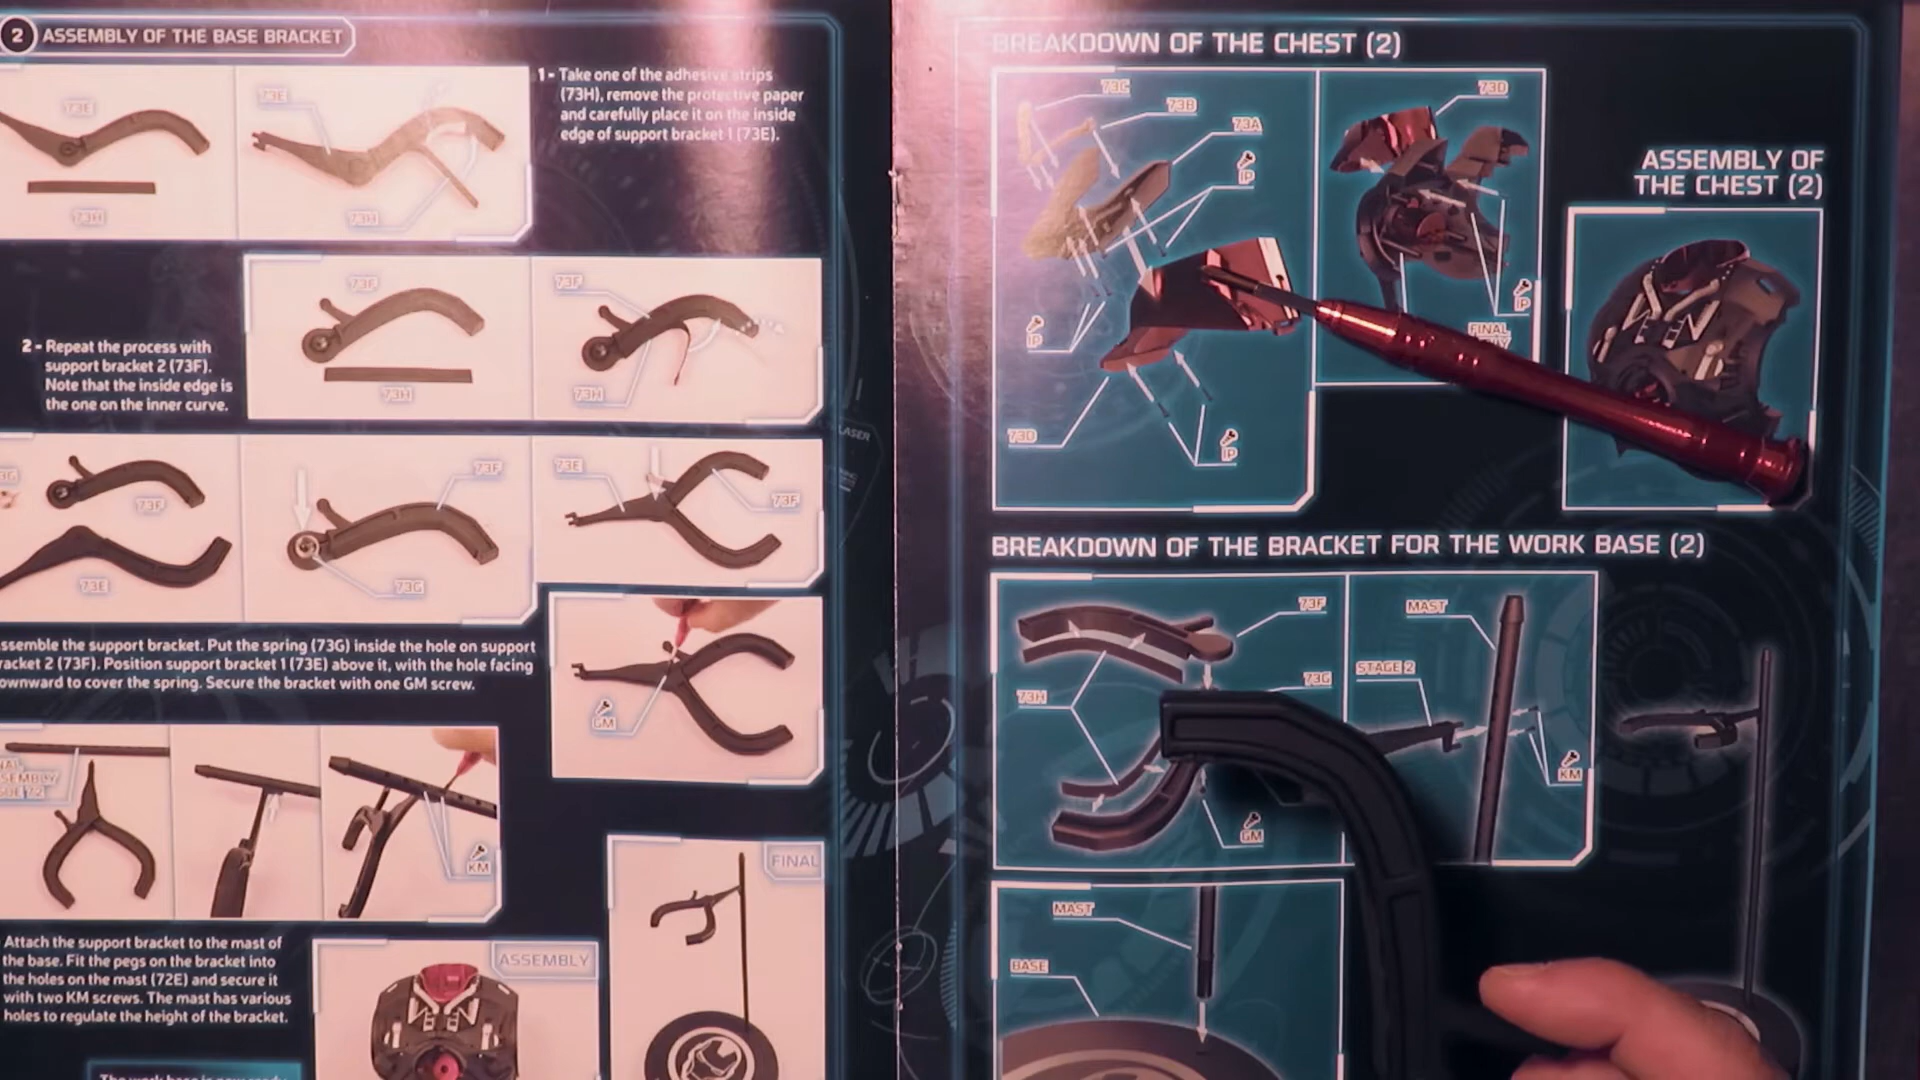 2 ASSEMBLY OF THE BASE BRACKET
73E
73H
73E
73H
1 - Take one of the adhesive strips
(73H), remove the protective paper
and carefully place it on the inside
edge of support bracket 1 (73E).
2 - Repeat the process with
support bracket 2 (73F).
Note that the inside edge is
the one on the inner curve.
73F
73H
73F
73H
73F
73E
73F
73G
73E
73F
ssemble the support bracket. Put the spring (73G) inside the hole on support
racket 2 (73F). Position support bracket 1 (73E) above it, with the hole facing
ownward to cover the spring. Secure the bracket with one GM screw.
GM
KM
Attach the support bracket to the mast of
the base. Fit the pegs on the bracket into
the holes on the mast (72E) and secure it
with two KM screws. The mast has various
holes to regulate the height of the bracket.
ASSEMBLY
FINAL
BREAKDOWN OF THE CHEST (2)
73C
73B
73A
IP
IP
73D
IP
73D
IP
FINAL
ASSEMBLY OF
THE CHEST (2)
BREAKDOWN OF THE BRACKET FOR THE WORK BASE (2)
73F
73G
73H
GM
MAST
STAGE 2
KM
MAST
BASE
LASER